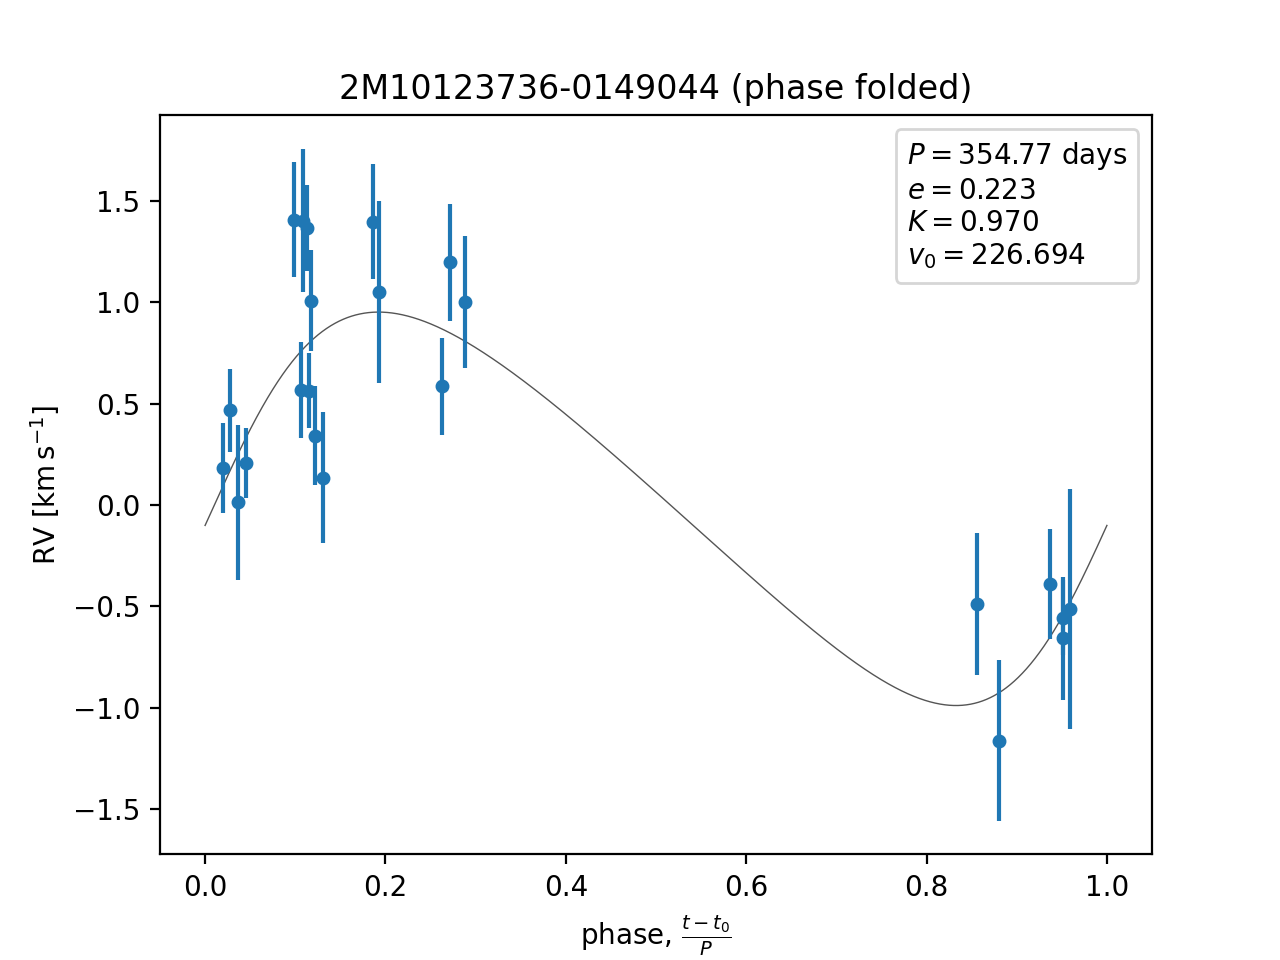 2M10123736-0149044 (phase folded)
P = 354.77 days
e = 0.223
K = 0.970
v₀ = 226.694
1.5
1.0
0.5
0.0
−0.5
−1.0
−1.5
RV [km s⁻¹]
0.0 0.2 0.4 0.6 0.8 1.0
phase, (t − t₀)/P